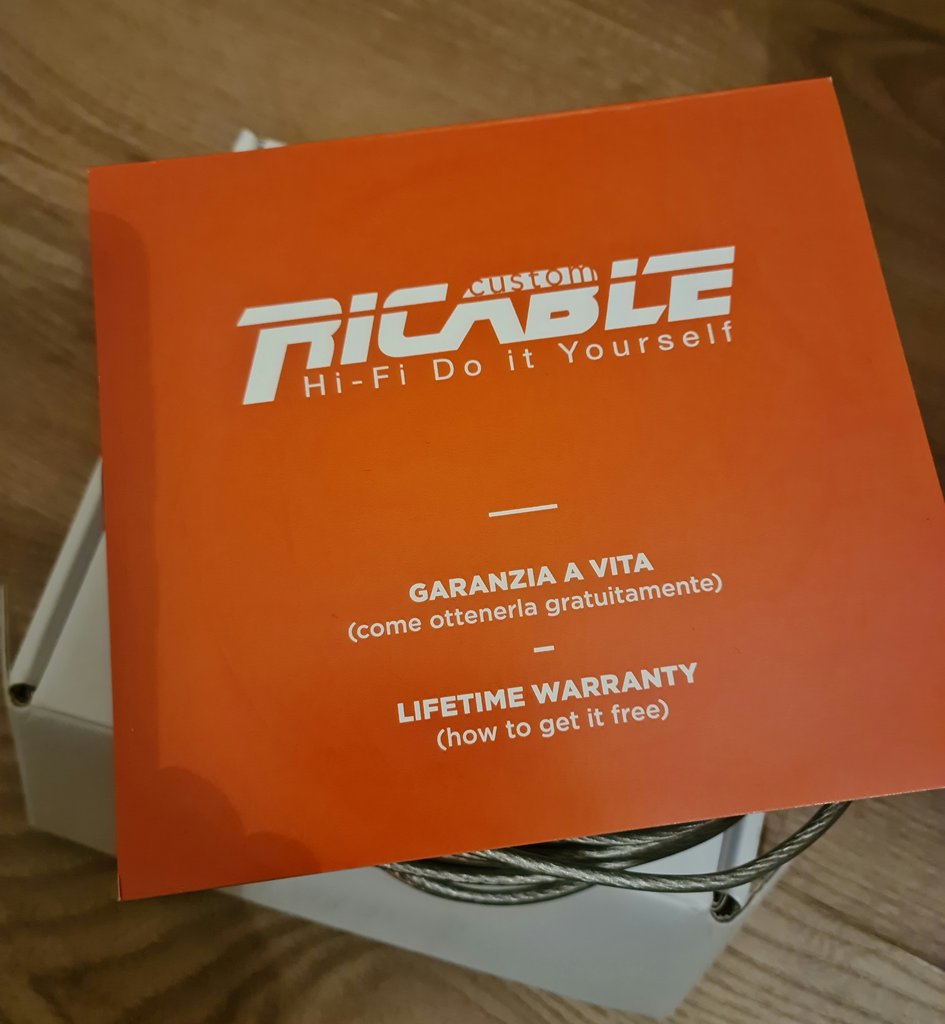 custom
RICABLE
Hi-Fi Do it Yourself
GARANZIA A VITA
(come ottenerla gratuitamente)
LIFETIME WARRANTY
(how to get it free)